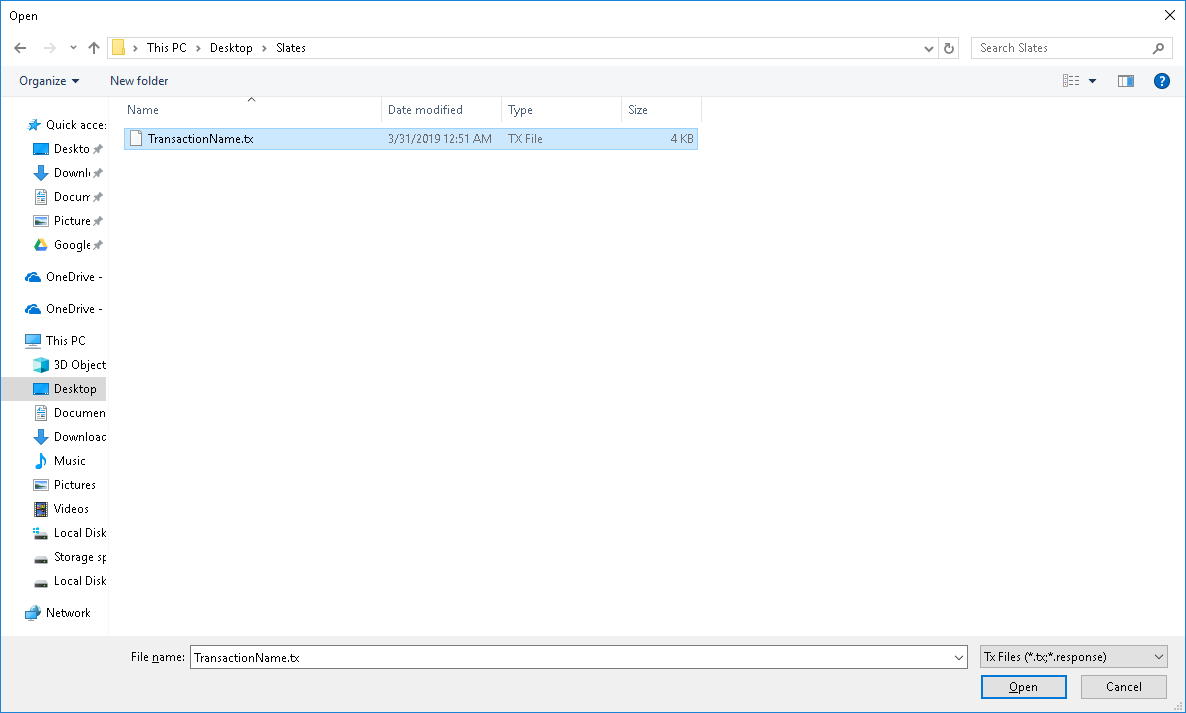 Open
This PC > Desktop > Slates
Search Slates
Organize
New folder
Name
Date modified
Type
Size
TransactionName.tx
3/31/2019 12:51 AM
TX File
4 KB
Quick acce
Deskto
Downl
Docum
Picture
Google
OneDrive -
OneDrive -
This PC
3D Object
Desktop
Documen
Downloac
Music
Pictures
Videos
Local Disk
Storage sp
Local Disk
Network
File name:
TransactionName.tx
Tx Files (*.tx;*.response)
Open
Cancel